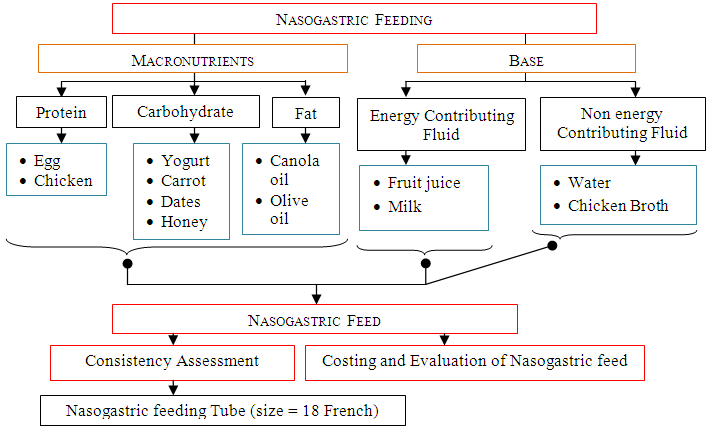 NASOGASTRIC FEEDING
MACRONUTRIENTS
BASE
Protein
Carbohydrate
Fat
Energy Contributing
Fluid
Non energy
Contributing Fluid
• Egg
• Chicken
• Yogurt
• Carrot
• Dates
• Honey
• Canola
oil
• Olive
oil
• Fruit juice
• Milk
• Water
• Chicken Broth
NASOGASTRIC FEED
Consistency Assessment
Costing and Evaluation of Nasogastric feed
Nasogastric feeding Tube (size = 18 French)